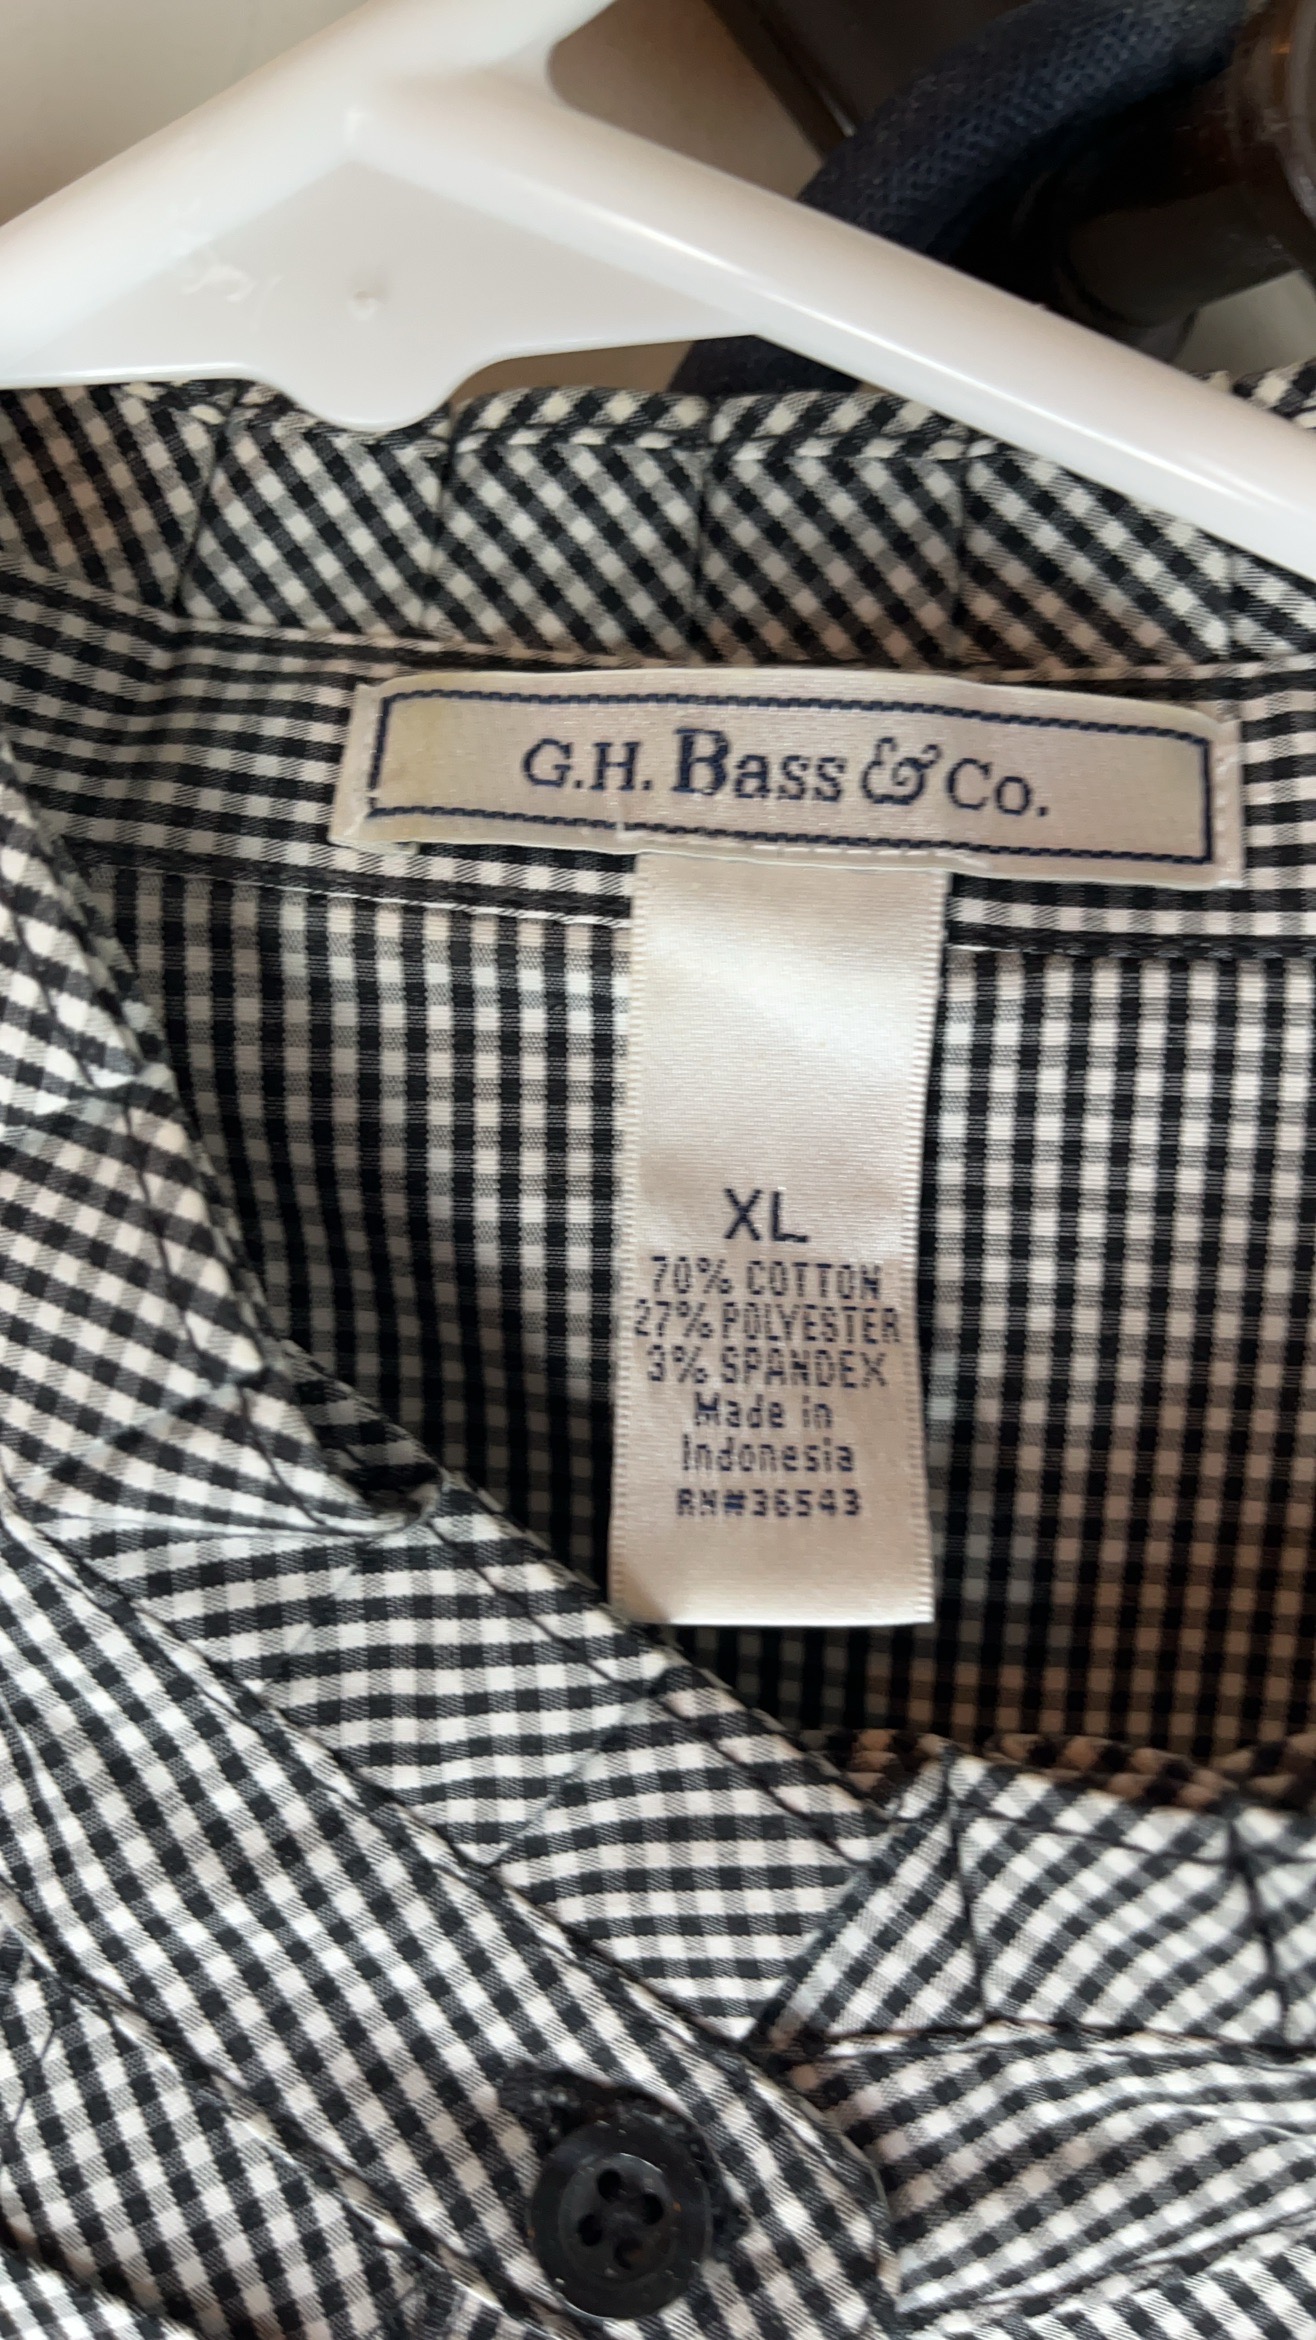 G.H. Bass & Co.
XL
70% COTTON
27% POLYESTER
3% SPANDEX
Made in
Indonesia
RN#36543